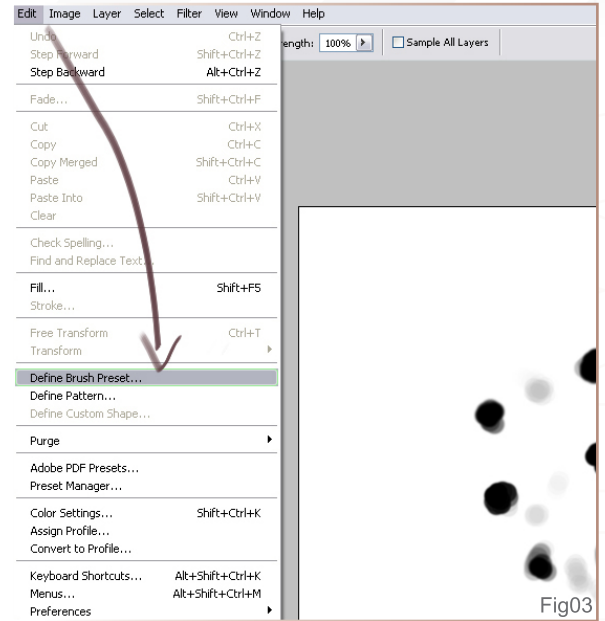 Edit Image Layer Select Filter View Window Help
ength: 100% Sample All Layers
Undo Ctrl+Z
Step Forward Shift+Ctrl+Z
Step Backward Alt+Ctrl+Z
Fade... Shift+Ctrl+F
Cut Ctrl+X
Copy Ctrl+C
Copy Merged Shift+Ctrl+C
Paste Ctrl+V
Paste Into Shift+Ctrl+V
Clear
Check Spelling...
Find and Replace Text...
Fill... Shift+F5
Stroke...
Free Transform Ctrl+T
Transform
Define Brush Preset...
Define Pattern...
Define Custom Shape...
Purge
Adobe PDF Presets...
Preset Manager...
Color Settings... Shift+Ctrl+K
Assign Profile...
Convert to Profile...
Keyboard Shortcuts... Alt+Shift+Ctrl+K
Menus... Alt+Shift+Ctrl+M
Preferences
Fig03